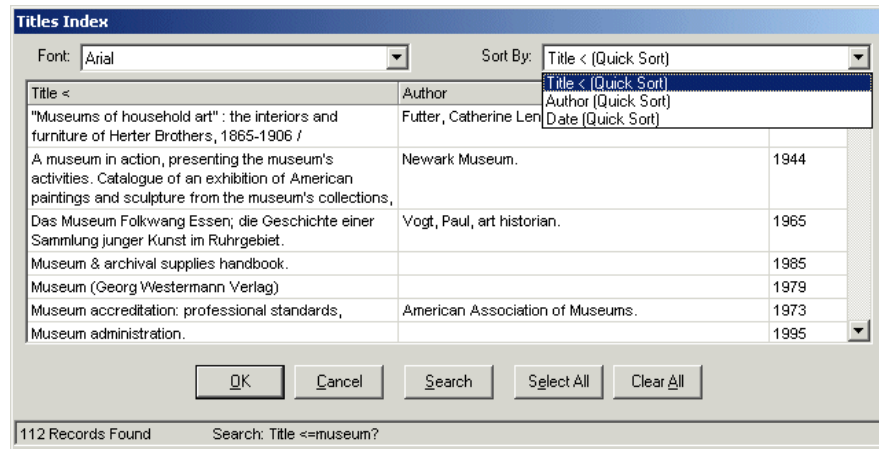 Titles Index
Font: Arial Sort By: Title < (Quick Sort)
Title < (Quick Sort)
Author (Quick Sort)
Date (Quick Sort)
Title < Author
"Museums of household art" : the interiors and Futter, Catherine Len
furniture of Herter Brothers, 1865-1906 /
A museum in action, presenting the museum's Newark Museum. 1944
activities. Catalogue of an exhibition of American
paintings and sculpture from the museum's collections,
Das Museum Folkwang Essen; die Geschichte einer Vogt, Paul, art historian. 1965
Sammlung junger Kunst im Ruhrgebiet.
Museum & archival supplies handbook. 1985
Museum (Georg Westermann Verlag) 1979
Museum accreditation: professional standards, American Association of Museums. 1973
Museum administration. 1995
OK Cancel Search Select All Clear All
112 Records Found Search: Title <=museum?